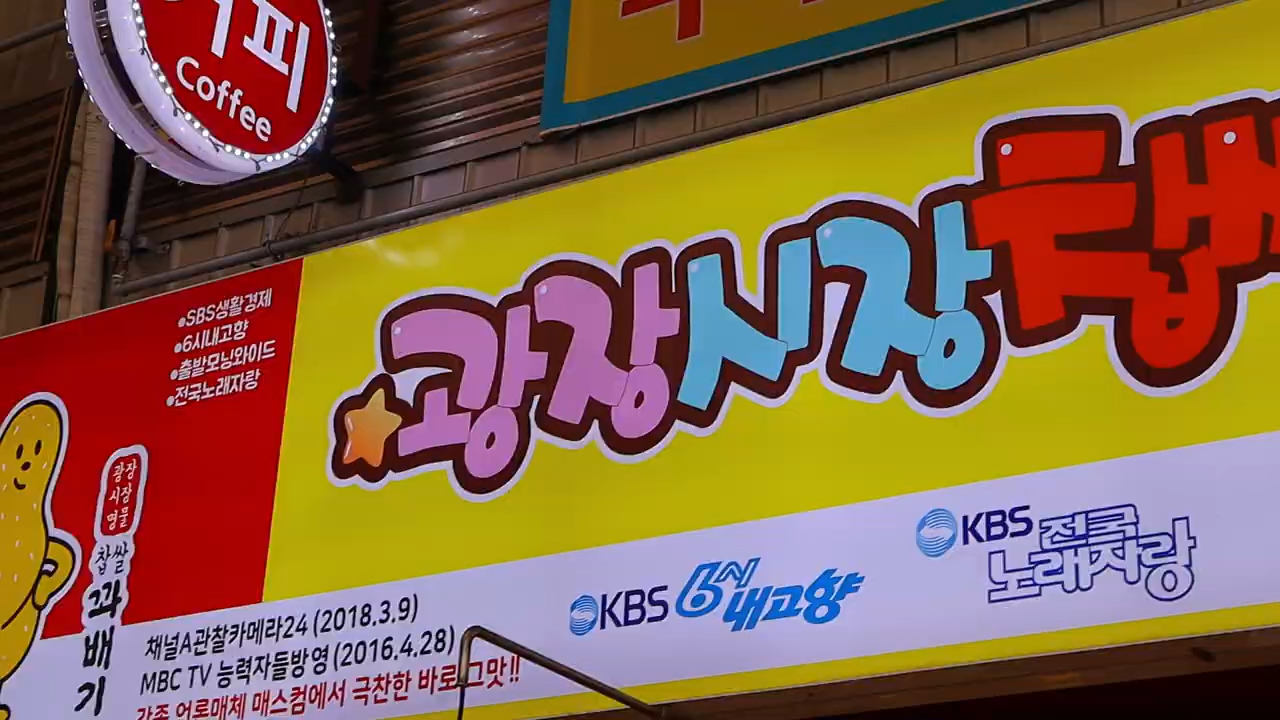 커피
Coffee
•SBS생활경제
•6시내고향
•출발모닝와이드
•전국노래자랑
광장시장
광장
시장
명물
찹쌀
꽈
배
기
KBS 6시 내고향
KBS 전국
노래자랑
채널A관찰카메라24 (2018.3.9)
MBC TV 능력자들방영 (2016.4.28)
각종 언론매체 매스컴에서 극찬한 바로 그맛!!